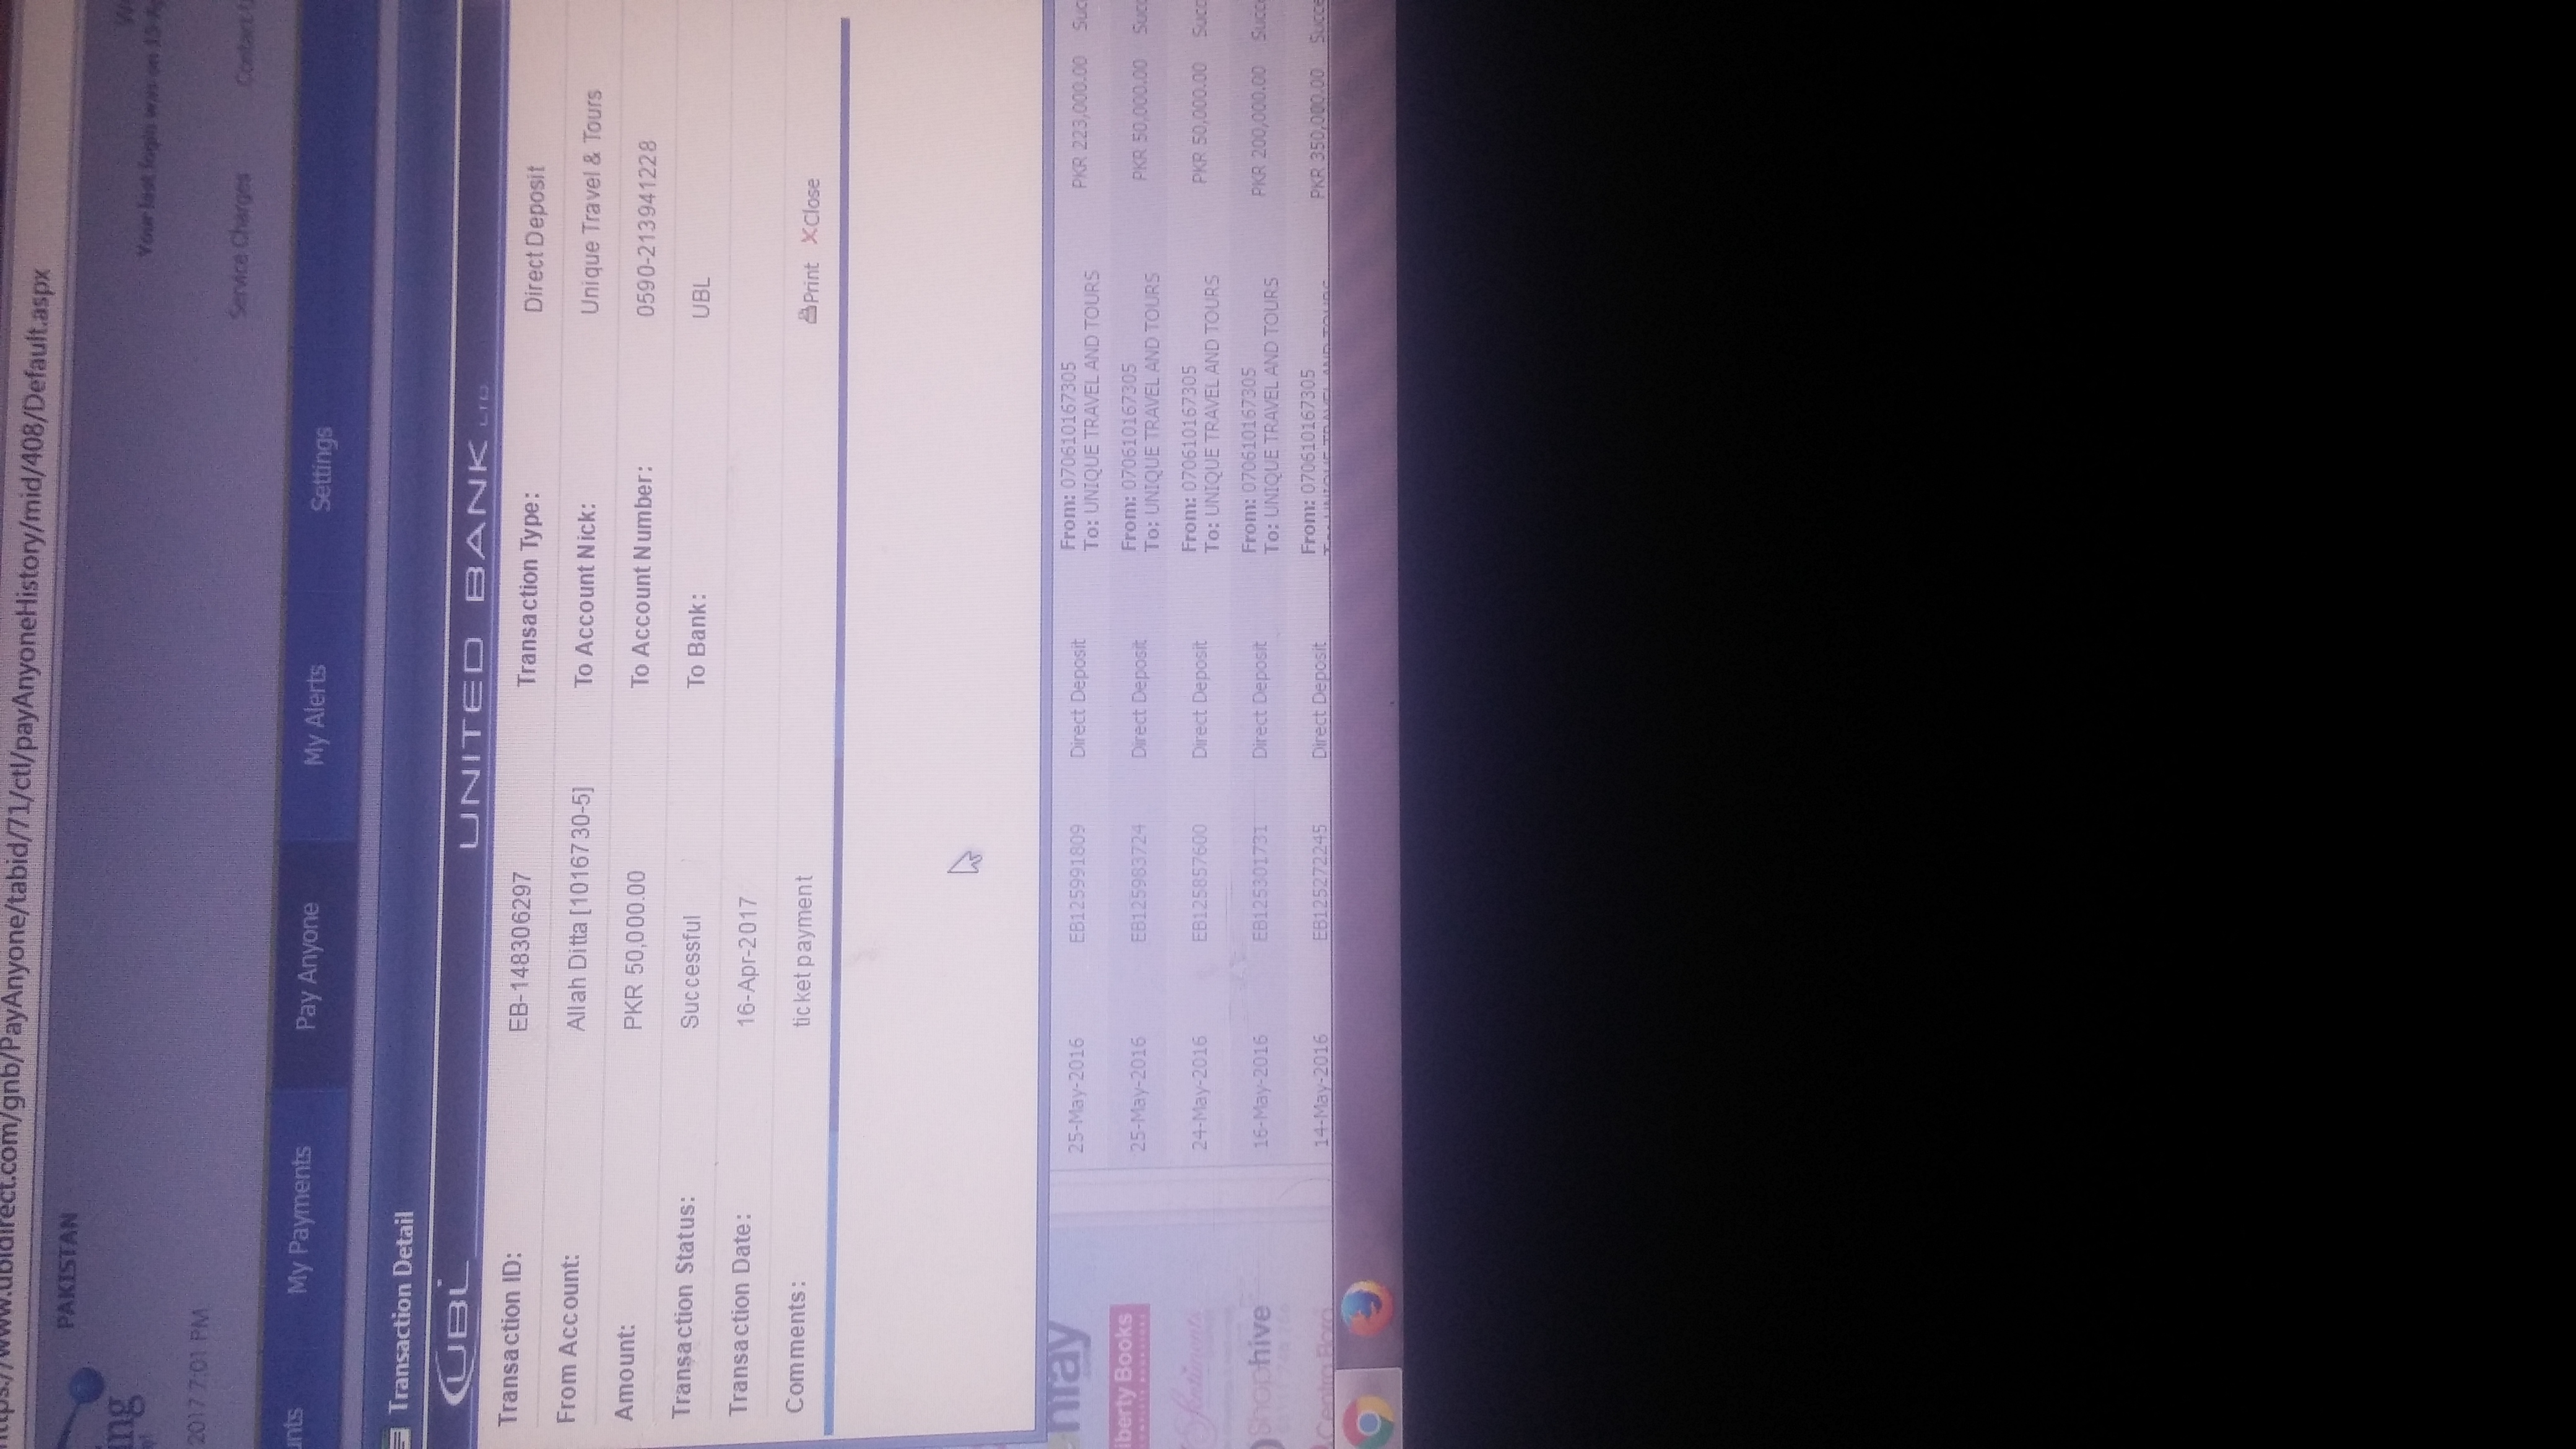 https://www.ubldirect.com/gnb/PayAnyone/tabid/71/ctl/payAnyoneHistory/mid/408/Default.aspx
PAKISTAN
ing
Your last login was on 15-A
2017 7:01 PM
Service Charges Contact U
unts My Payments Pay Anyone My Alerts Settings
Transaction Detail
UBL UNITED BANK LTD.
Transaction ID: EB-148306297 Transaction Type: Direct Deposit
From Account: Allah Ditta [1016730-5] To Account Nick: Unique Travel & Tours
Amount: PKR 50,000.00 To Account Number: 0590-213941228
Transaction Status: Successful To Bank: UBL
Transaction Date: 16-Apr-2017
Comments: ticket payment Print Close
25-May-2016 EB125991809 Direct Deposit From: 070610167305 PKR 223,000.00 Suc
To: UNIQUE TRAVEL AND TOURS
iberty Books
25-May-2016 EB125983724 Direct Deposit From: 070610167305 PKR 50,000.00 Succ
To: UNIQUE TRAVEL AND TOURS
Sentiments
24-May-2016 EB125857600 Direct Deposit From: 070610167305 PKR 50,000.00 Succ
To: UNIQUE TRAVEL AND TOURS
Shophive
16-May-2016 EB125301731 Direct Deposit From: 070610167305 PKR 200,000.00 Succe
To: UNIQUE TRAVEL AND TOURS
14-May-2016 EB125272245 Direct Deposit From: 070610167305 PKR 350,000.00 Succe
To: UNIQUE TRAVEL AND TOURS